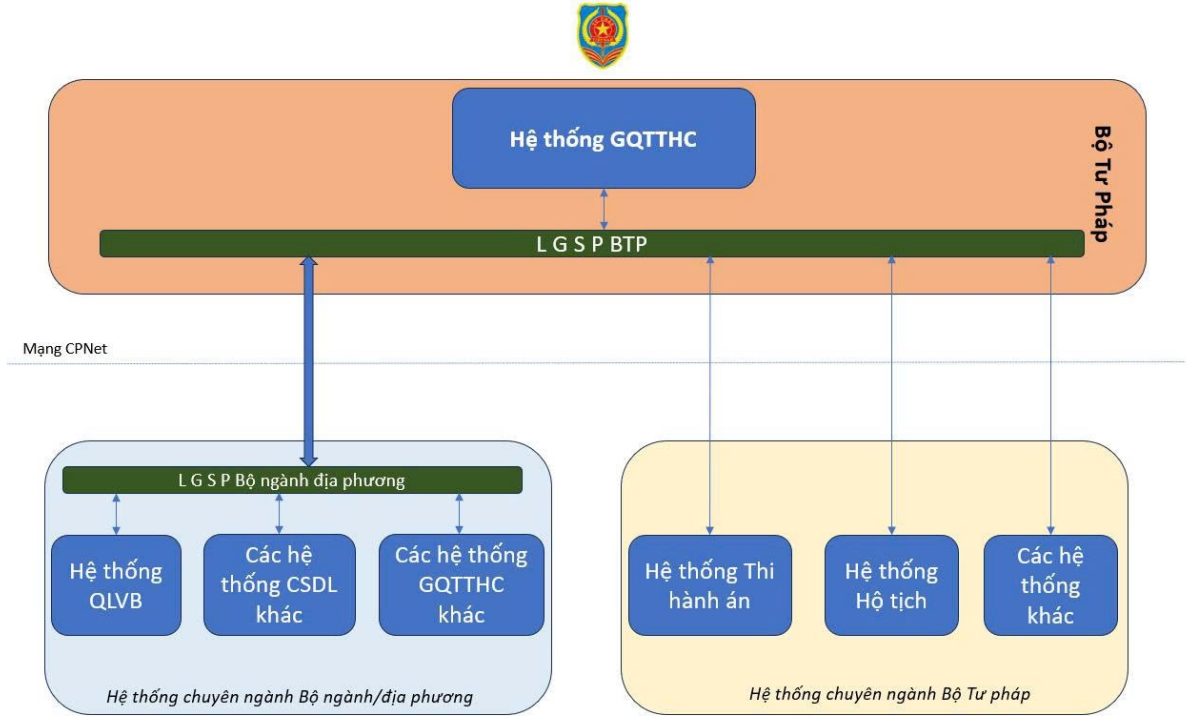 Hệ thống GQTTHC
Bộ Tư Pháp
L G S P BTP
Mạng CPNet
L G S P Bộ ngành địa phương
Hệ thống
QLVB
Các hệ
thống CSDL
khác
Các hệ thống
GQTTHC
khác
Hệ thống chuyên ngành Bộ ngành/địa phương
Hệ thống Thi
hành án
Hệ thống
Hộ tịch
Các hệ
thống
khác
Hệ thống chuyên ngành Bộ Tư pháp